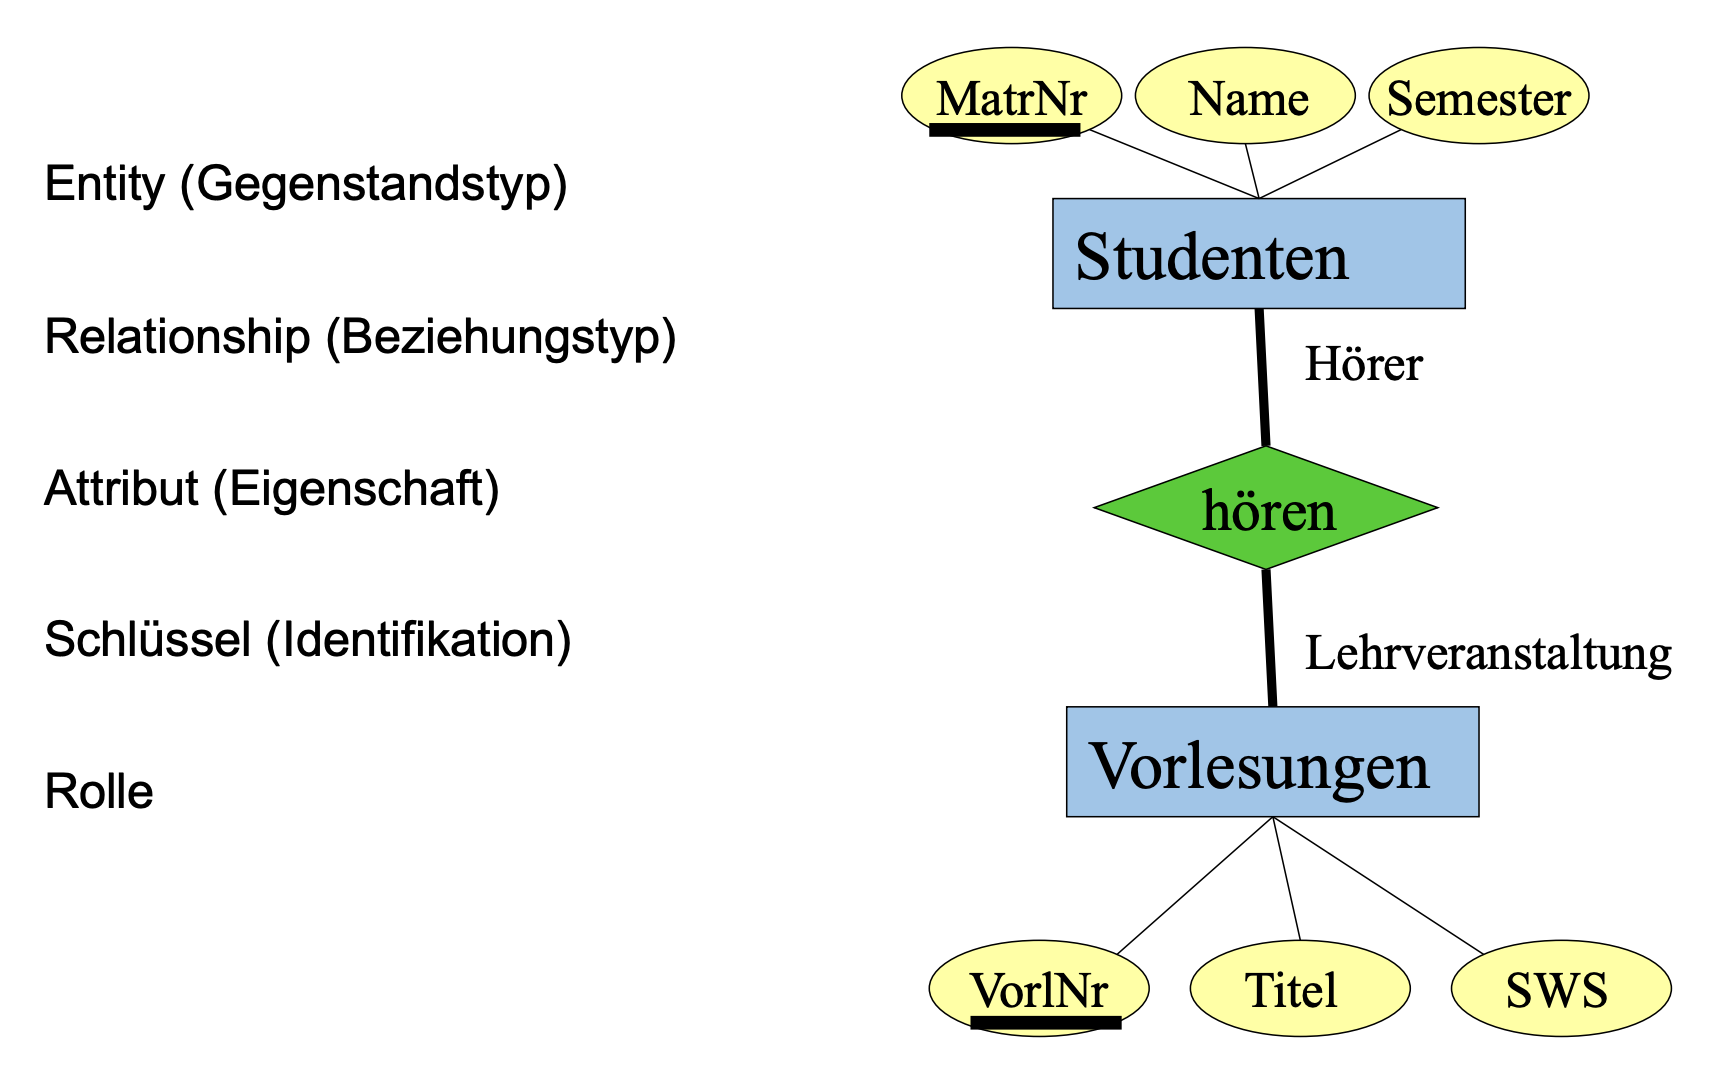 Entity (Gegenstandstyp)
Relationship (Beziehungstyp)
Attribut (Eigenschaft)
Schlüssel (Identifikation)
Rolle
MatrNr
Name
Semester
Studenten
Hörer
hören
Lehrveranstaltung
Vorlesungen
VorlNr
Titel
SWS